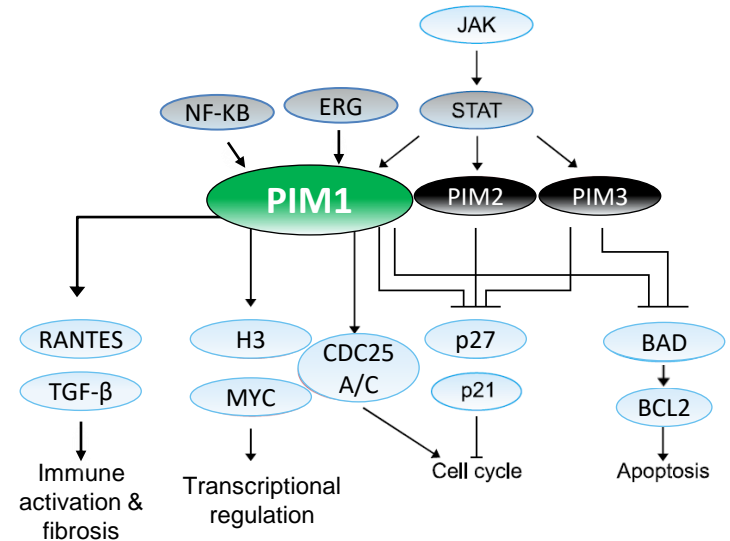 JAK
NF-KB
ERG
STAT
PIM1
PIM2
PIM3
RANTES
H3
CDC25
A/C
p27
BAD
TGF-β
MYC
p21
BCL2
Immune
activation &
fibrosis
Transcriptional
regulation
Cell cycle
Apoptosis